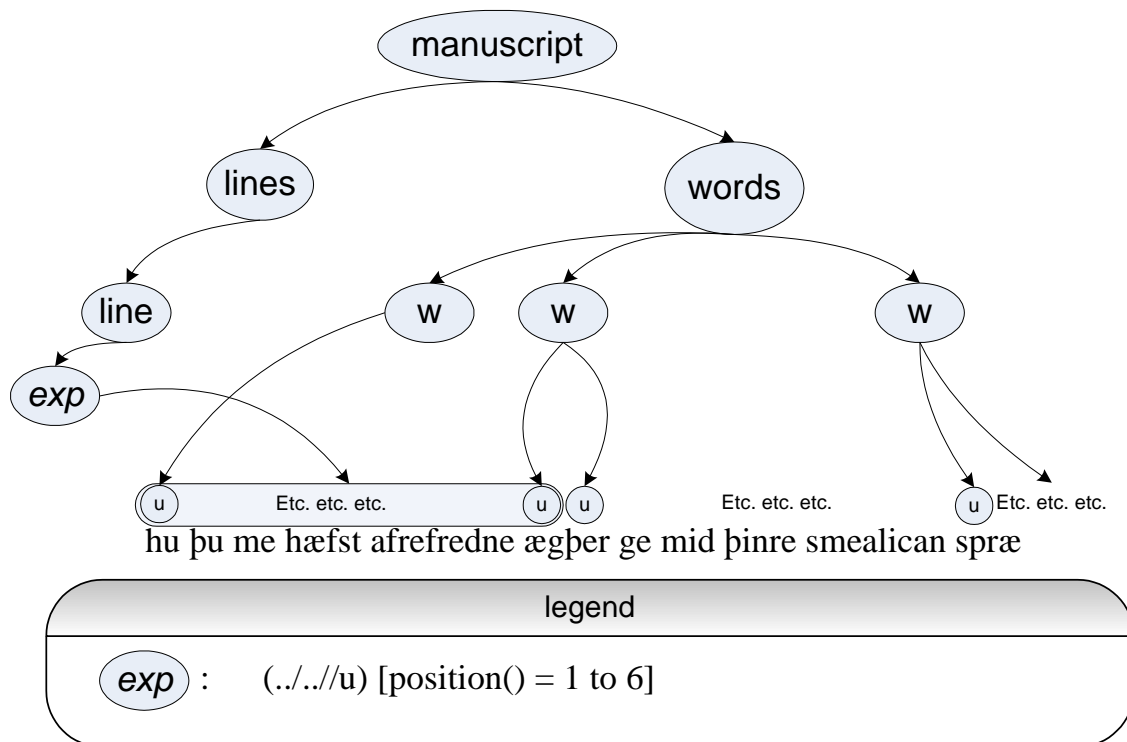 manuscript
lines
words
line
w
w
w
exp
u
Etc. etc. etc.
u
u
Etc. etc. etc.
u
Etc. etc. etc.
hu þu me hæfst afrefredne ægþer ge mid þinre smealican spræ
legend
exp : (../..//u) [position() = 1 to 6]